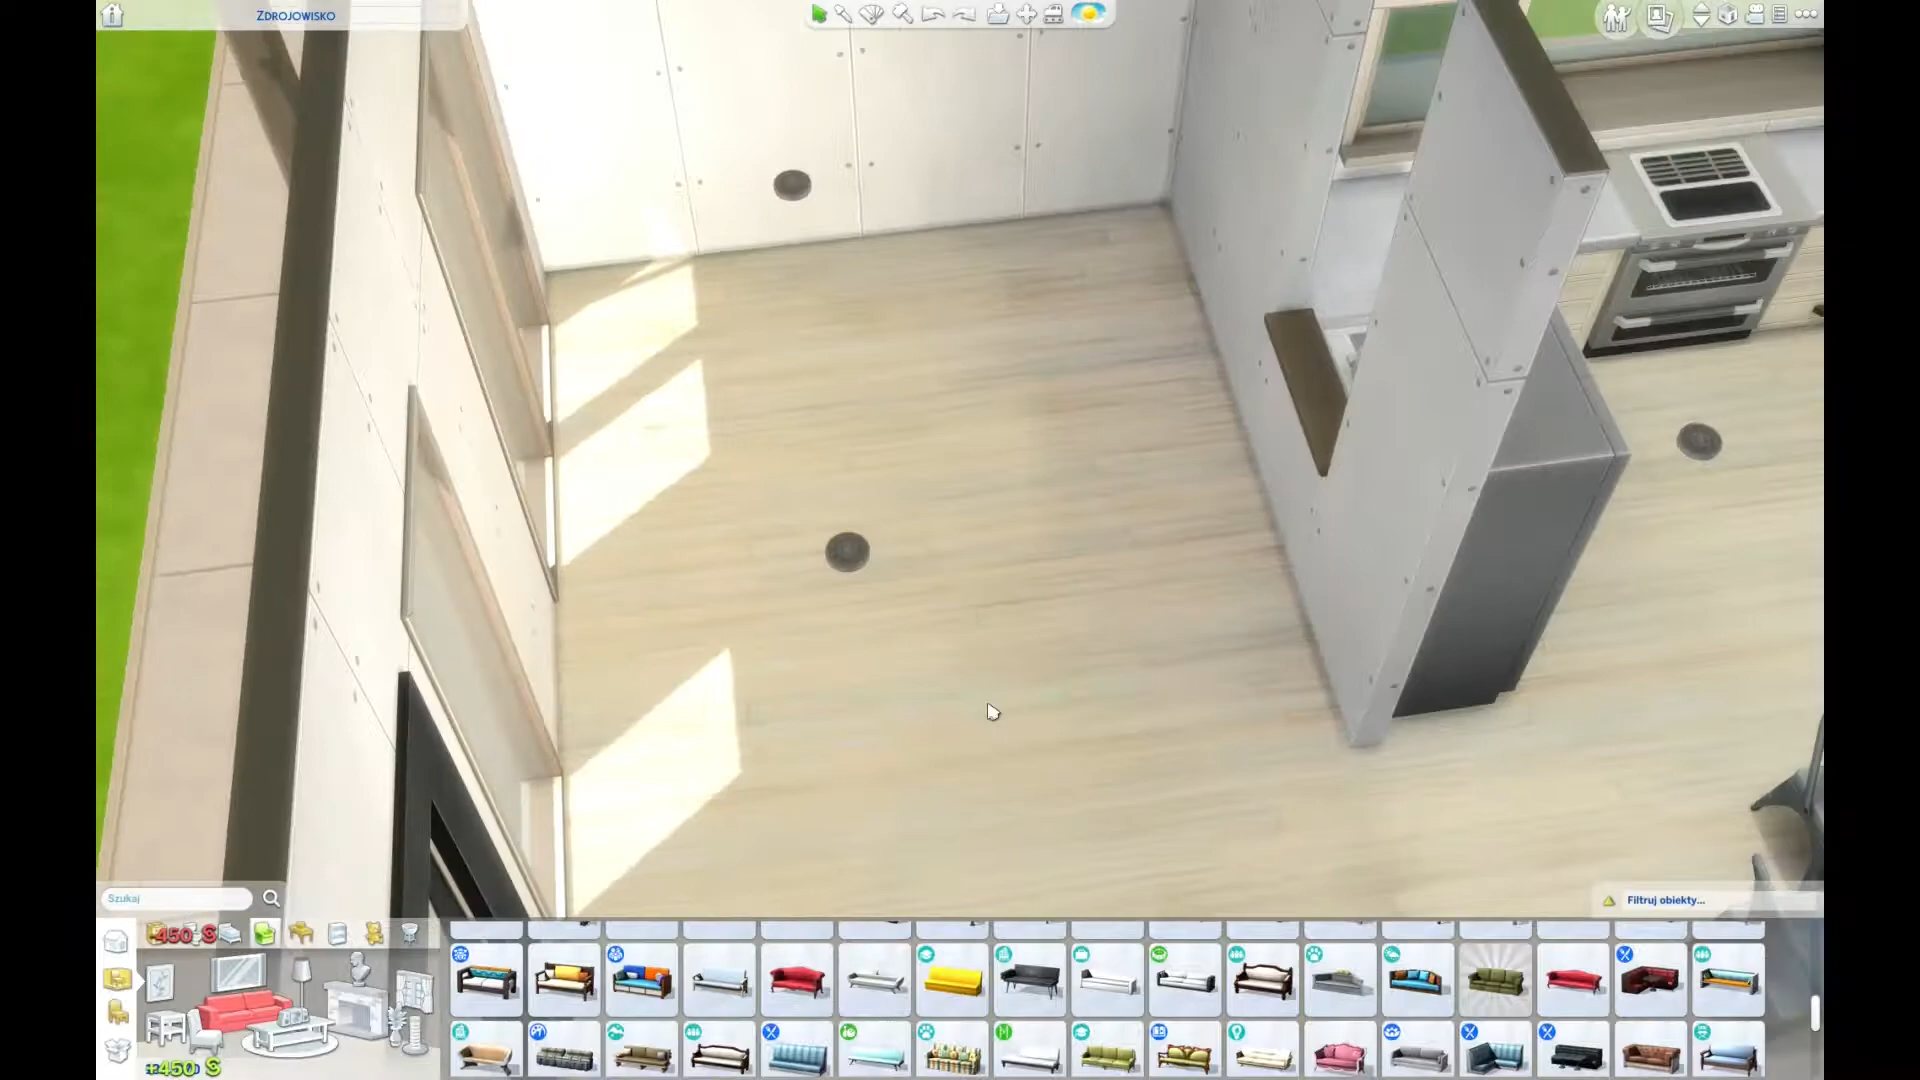 Zdrojowisko
Szukaj
Filtruj obiekty...
-450 §
+450 §